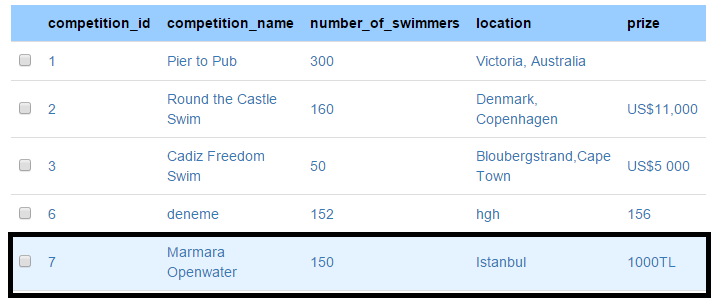 competition_id competition_name number_of_swimmers location prize
1 Pier to Pub 300 Victoria, Australia
2 Round the Castle Swim 160 Denmark, Copenhagen US$11,000
3 Cadiz Freedom Swim 50 Bloubergstrand,Cape Town US$5 000
6 deneme 152 hgh 156
7 Marmara Openwater 150 Istanbul 1000TL